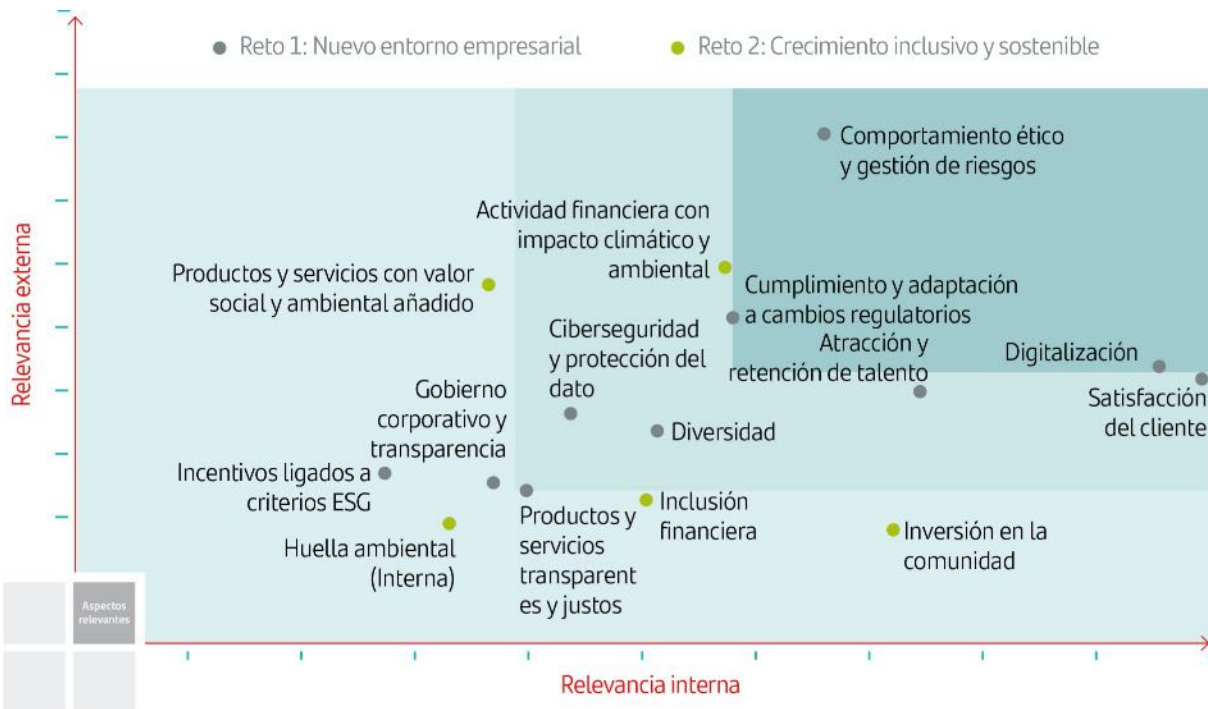 Reto 1: Nuevo entorno empresarial
Reto 2: Crecimiento inclusivo y sostenible
Relevancia externa
Comportamiento ético
y gestión de riesgos
Actividad financiera con
impacto climático y
ambiental
Productos y servicios con valor
social y ambiental añadido
Cumplimiento y adaptación
a cambios regulatorios
Ciberseguridad
y protección del
dato
Atracción y
retención de talento
Digitalización
Satisfacción
del cliente
Gobierno
corporativo y
transparencia
Diversidad
Incentivos ligados a
criterios ESG
Huella ambiental
(Interna)
Productos y
servicios
transparent
es y justos
Inclusión
financiera
Inversión en la
comunidad
Aspectos
relevantes
Relevancia interna